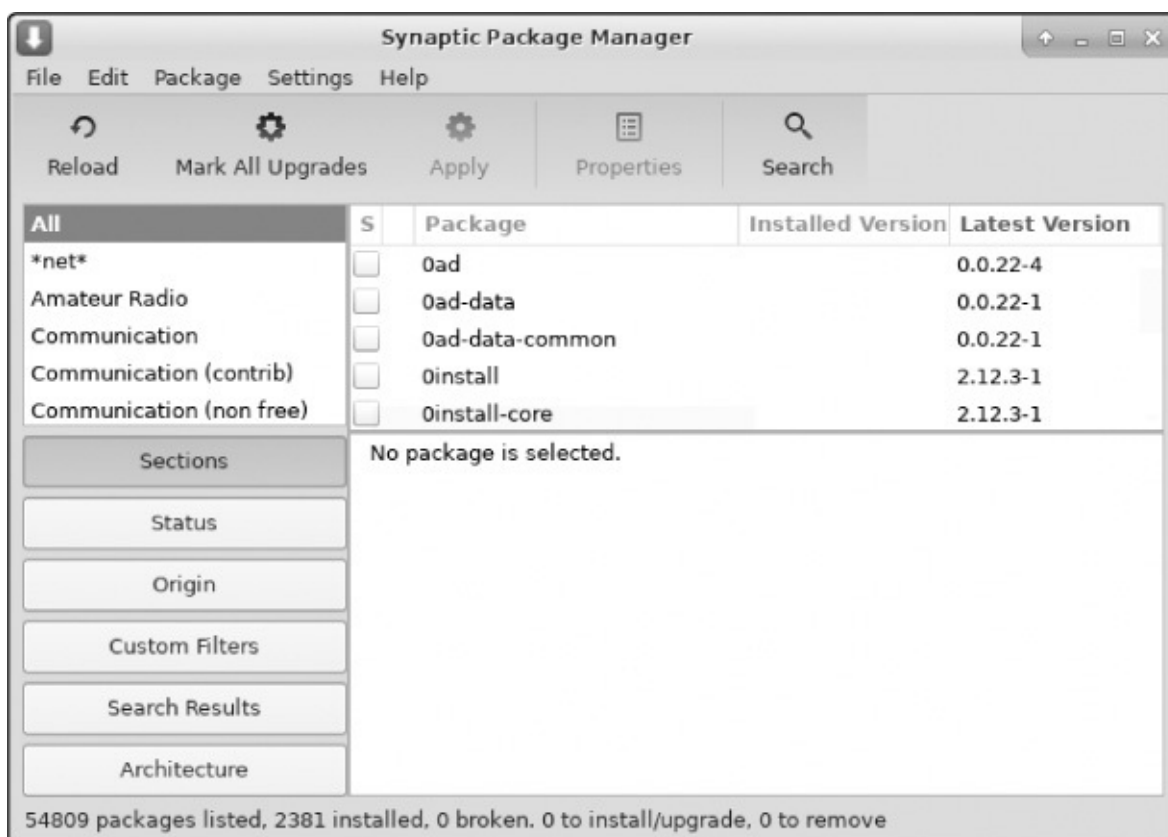 Synaptic Package Manager
File Edit Package Settings Help
Reload Mark All Upgrades Apply Properties Search
All
*net*
Amateur Radio
Communication
Communication (contrib)
Communication (non free)
S Package Installed Version Latest Version
0ad 0.0.22-4
0ad-data 0.0.22-1
0ad-data-common 0.0.22-1
0install 2.12.3-1
0install-core 2.12.3-1
Sections
Status
Origin
Custom Filters
Search Results
Architecture
No package is selected.
54809 packages listed, 2381 installed, 0 broken. 0 to install/upgrade, 0 to remove